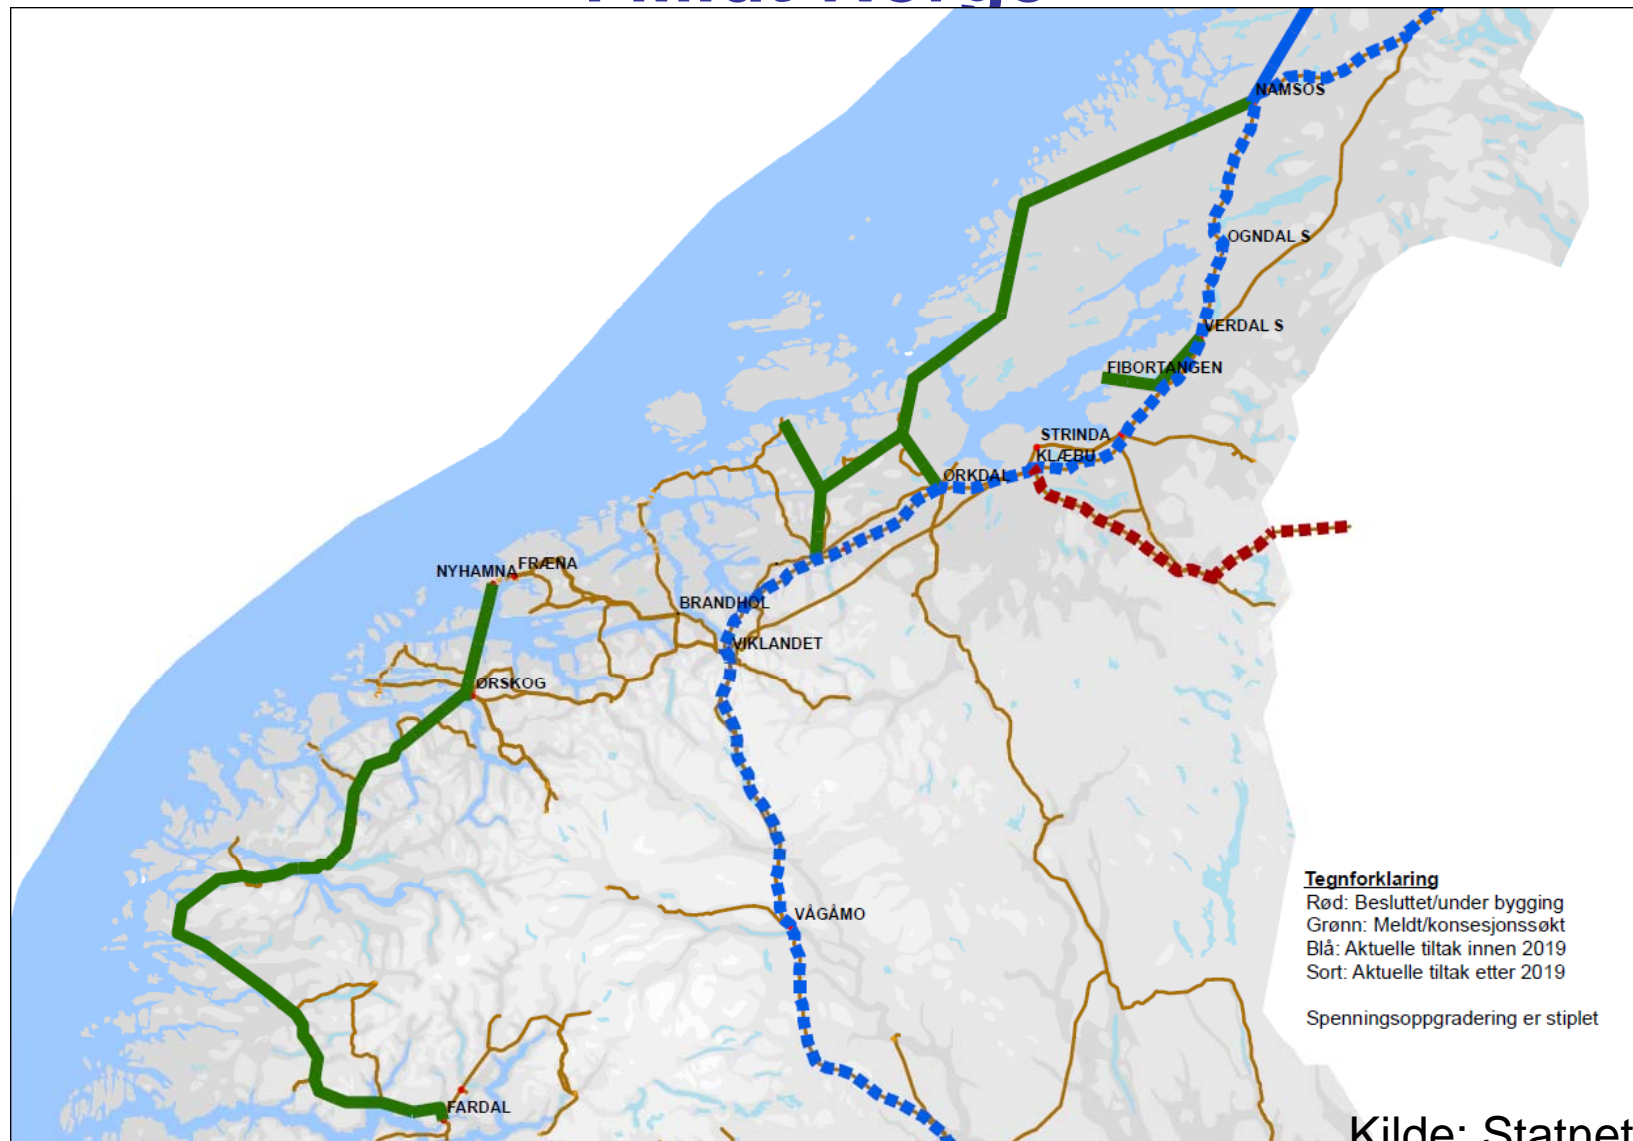 NAMSOS
OGNDAL S
VERDAL S
FIBORTANGEN
STRINDA
KLÆBU
ORKDAL
FRÆNA
NYHAMNA
BRANDHOL
VIKLANDET
ØRSKOG
VÅGÅMO
FARDAL
Tegnforklaring
Rød: Besluttet/under bygging
Grønn: Meldt/konsesjonssøkt
Blå: Aktuelle tiltak innen 2019
Sort: Aktuelle tiltak etter 2019
Spenningsoppgradering er stiplet
Kilde: Statnet